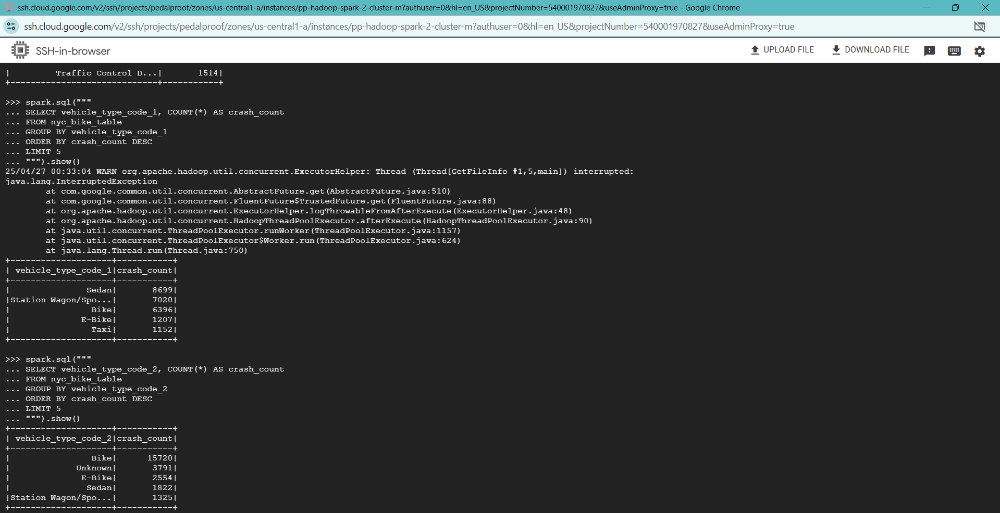 ssh.cloud.google.com/v2/ssh/projects/pedalproof/zones/us-central1-a/instances/pp-hadoop-spark-2-cluster-m?authuser=0&hl=en_US&projectNumber=540001970827&useAdminProxy=true - Google Chrome
ssh.cloud.google.com/v2/ssh/projects/pedalproof/zones/us-central1-a/instances/pp-hadoop-spark-2-cluster-m?authuser=0&hl=en_US&projectNumber=540001970827&useAdminProxy=true
SSH-in-browser UPLOAD FILE DOWNLOAD FILE
|         Traffic Control D...|       1514|
+-----------------------------+-----------+
>>> spark.sql("""
... SELECT vehicle_type_code_1, COUNT(*) AS crash_count
... FROM nyc_bike_table
... GROUP BY vehicle_type_code_1
... ORDER BY crash_count DESC
... LIMIT 5
... """).show()
25/04/27 00:33:04 WARN org.apache.hadoop.util.concurrent.ExecutorHelper: Thread (Thread[GetFileInfo #1,5,main]) interrupted:
java.lang.InterruptedException
        at com.google.common.util.concurrent.AbstractFuture.get(AbstractFuture.java:510)
        at com.google.common.util.concurrent.FluentFuture$TrustedFuture.get(FluentFuture.java:88)
        at org.apache.hadoop.util.concurrent.ExecutorHelper.logThrowableFromAfterExecute(ExecutorHelper.java:48)
        at org.apache.hadoop.util.concurrent.HadoopThreadPoolExecutor.afterExecute(HadoopThreadPoolExecutor.java:90)
        at java.util.concurrent.ThreadPoolExecutor.runWorker(ThreadPoolExecutor.java:1157)
        at java.util.concurrent.ThreadPoolExecutor$Worker.run(ThreadPoolExecutor.java:624)
        at java.lang.Thread.run(Thread.java:750)
+--------------------+-----------+
| vehicle_type_code_1|crash_count|
+--------------------+-----------+
|               Sedan|       8699|
|Station Wagon/Spo...|       7020|
|                Bike|       6396|
|              E-Bike|       1207|
|                Taxi|       1152|
+--------------------+-----------+
>>> spark.sql("""
... SELECT vehicle_type_code_2, COUNT(*) AS crash_count
... FROM nyc_bike_table
... GROUP BY vehicle_type_code_2
... ORDER BY crash_count DESC
... LIMIT 5
... """).show()
+--------------------+-----------+
| vehicle_type_code_2|crash_count|
+--------------------+-----------+
|                Bike|      15720|
|             Unknown|       3791|
|              E-Bike|       2554|
|               Sedan|       1822|
|Station Wagon/Spo...|       1325|
+--------------------+-----------+